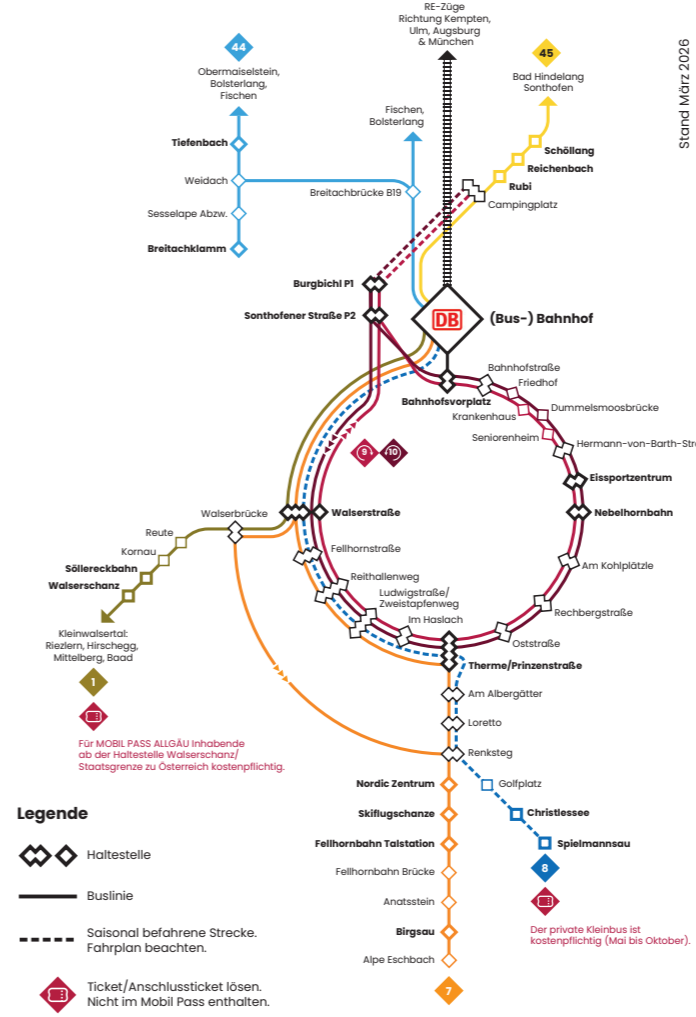 RE-Züge
Richtung Kempten,
Ulm, Augsburg
& München
44
Obermaiselstein,
Bolsterlang,
Fischen
45
Bad Hindelang
Sonthofen
Stand März 2026
Fischen,
Bolsterlang
Tiefenbach
Weidach
Sesselape Abzw.
Breitachklamm
Breitachbrücke B19
Schöllang
Reichenbach
Rubi
Campingplatz
Burgbichl P1
Sonthofener Straße P2
DB
(Bus-) Bahnhof
Bahnhofsvorplatz
Bahnhofstraße
Friedhof
Krankenhaus
Dummelsmoosbrücke
Seniorenheim
Hermann-von-Barth-Str
9
10
Eissportzentrum
Nebelhornbahn
Walserbrücke
Walserstraße
Reute
Kornau
Söllereckbahn
Walserschanz
Fellhornstraße
Reithallenweg
Ludwigstraße/
Zweistapfenweg
Im Haslach
Am Kohlplätzle
Rechbergstraße
Oststraße
Kleinwalsertal:
Riezlern, Hirschegg,
Mittelberg, Baad
1
Für MOBIL PASS ALLGÄU Inhabende
ab der Haltestelle Walserschanz/
Staatsgrenze zu Österreich kostenpflichtig.
Therme/Prinzenstraße
Am Albergätter
Loretto
Renksteg
Nordic Zentrum
Golfplatz
Skiflugschanze
Christlessee
Fellhornbahn Talstation
Spielmannsau
Fellhornbahn Brücke
8
Anatsstein
Birgsau
Der private Kleinbus ist
kostenpflichtig (Mai bis Oktober).
Alpe Eschbach
7
Legende
Haltestelle
Buslinie
Saisonal befahrene Strecke.
Fahrplan beachten.
Ticket/Anschlussticket lösen.
Nicht im Mobil Pass enthalten.